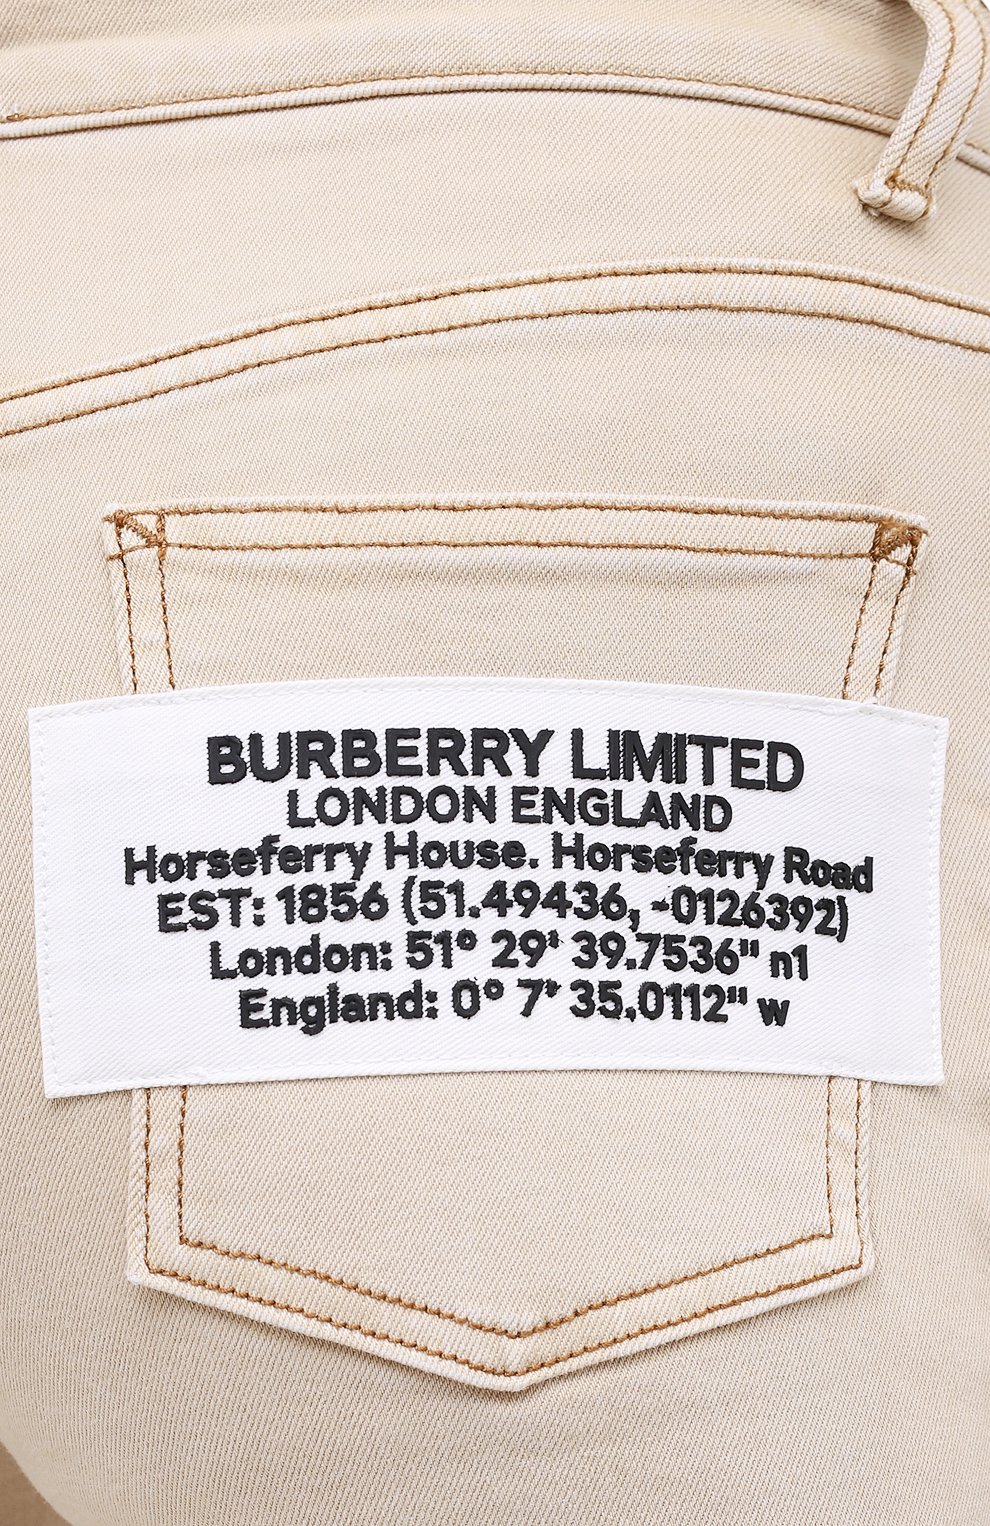 BURBERRY LIMITED
LONDON ENGLAND
Horseferry House. Horseferry Road
EST: 1856 (51.49436, -0126392)
London: 51° 29' 39.7536" n1
England: 0° 7' 35.0112" w